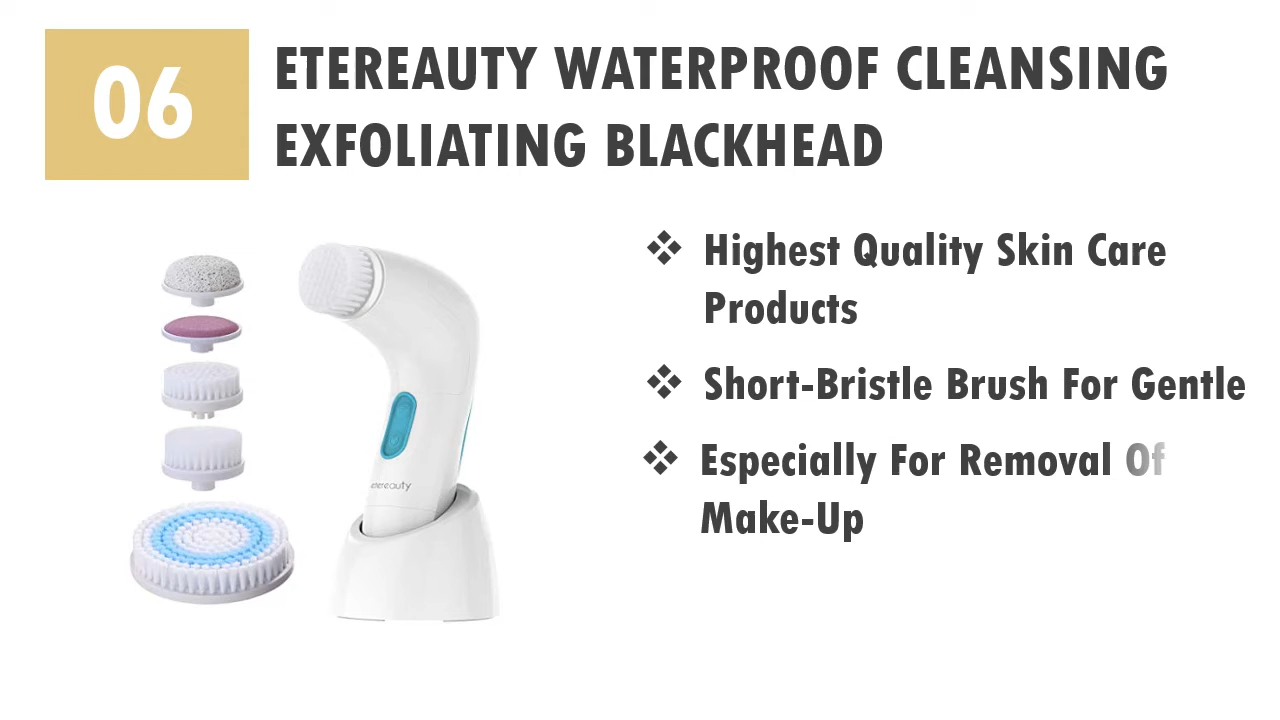 06
ETEREAUTY WATERPROOF CLEANSING
EXFOLIATING BLACKHEAD
❖ Highest Quality Skin Care
Products
❖ Short-Bristle Brush For Gentle
❖ Especially For Removal Of
Make-Up
etereauty